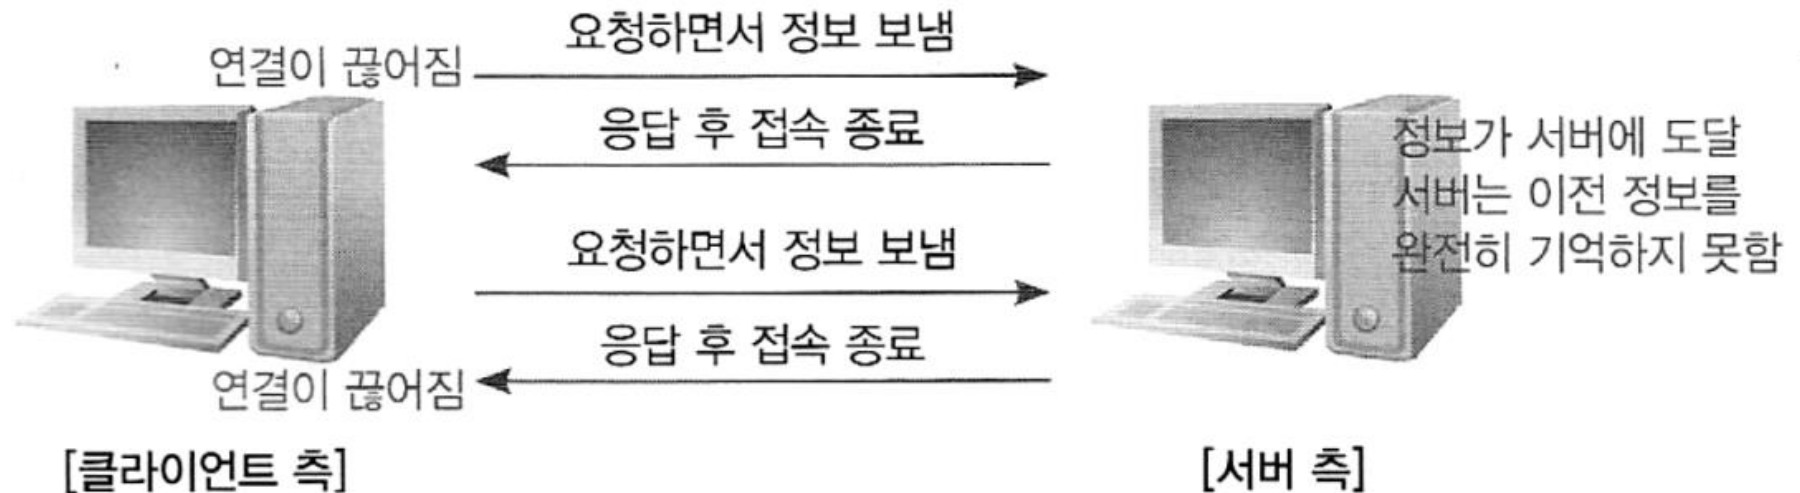 요청하면서 정보 보냄
연결이 끊어짐
응답 후 접속 종료
정보가 서버에 도달
서버는 이전 정보를
완전히 기억하지 못함
요청하면서 정보 보냄
응답 후 접속 종료
연결이 끊어짐
[클라이언트 측]
[서버 측]